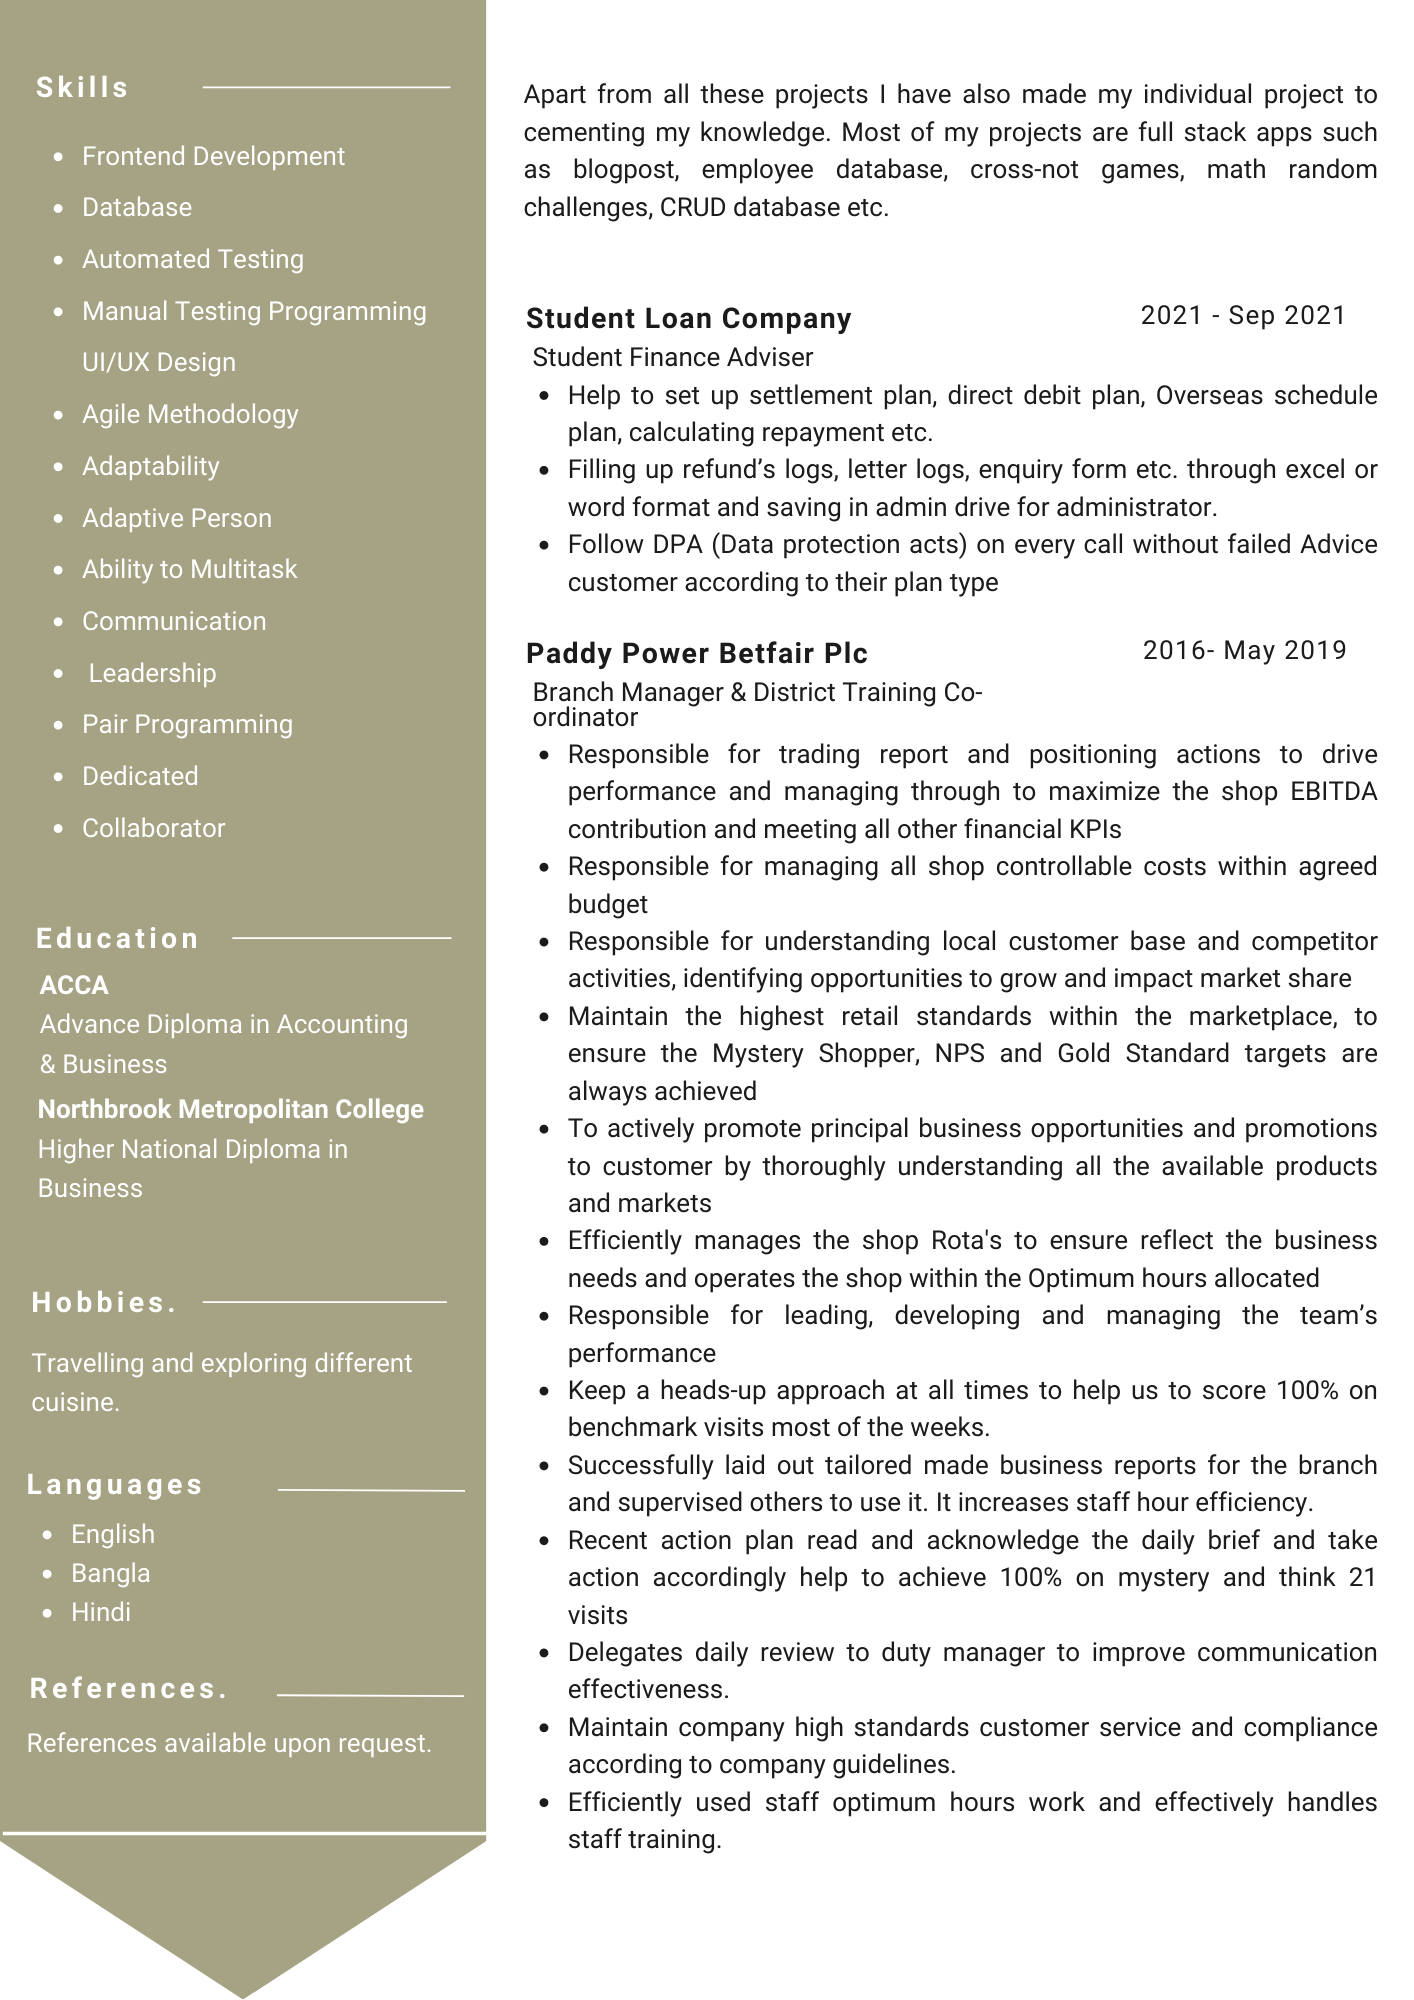 Skills
• Frontend Development
• Database
• Automated Testing
• Manual Testing Programming
UI/UX Design
• Agile Methodology
• Adaptability
• Adaptive Person
• Ability to Multitask
• Communication
• Leadership
• Pair Programming
• Dedicated
• Collaborator
Education
ACCA
Advance Diploma in Accounting
& Business
Northbrook Metropolitan College
Higher National Diploma in
Business
Hobbies.
Travelling and exploring different
cuisine.
Languages
• English
• Bangla
• Hindi
References.
References available upon request.
Apart from all these projects I have also made my individual project to
cementing my knowledge. Most of my projects are full stack apps such
as blogpost, employee database, cross-not games, math random
challenges, CRUD database etc.
Student Loan Company 2021 - Sep 2021
Student Finance Adviser
• Help to set up settlement plan, direct debit plan, Overseas schedule
plan, calculating repayment etc.
• Filling up refund’s logs, letter logs, enquiry form etc. through excel or
word format and saving in admin drive for administrator.
• Follow DPA (Data protection acts) on every call without failed Advice
customer according to their plan type
Paddy Power Betfair Plc 2016- May 2019
Branch Manager & District Training Co-
ordinator
• Responsible for trading report and positioning actions to drive
performance and managing through to maximize the shop EBITDA
contribution and meeting all other financial KPIs
• Responsible for managing all shop controllable costs within agreed
budget
• Responsible for understanding local customer base and competitor
activities, identifying opportunities to grow and impact market share
• Maintain the highest retail standards within the marketplace, to
ensure the Mystery Shopper, NPS and Gold Standard targets are
always achieved
• To actively promote principal business opportunities and promotions
to customer by thoroughly understanding all the available products
and markets
• Efficiently manages the shop Rota's to ensure reflect the business
needs and operates the shop within the Optimum hours allocated
• Responsible for leading, developing and managing the team’s
performance
• Keep a heads-up approach at all times to help us to score 100% on
benchmark visits most of the weeks.
• Successfully laid out tailored made business reports for the branch
and supervised others to use it. It increases staff hour efficiency.
• Recent action plan read and acknowledge the daily brief and take
action accordingly help to achieve 100% on mystery and think 21
visits
• Delegates daily review to duty manager to improve communication
effectiveness.
• Maintain company high standards customer service and compliance
according to company guidelines.
• Efficiently used staff optimum hours work and effectively handles
staff training.